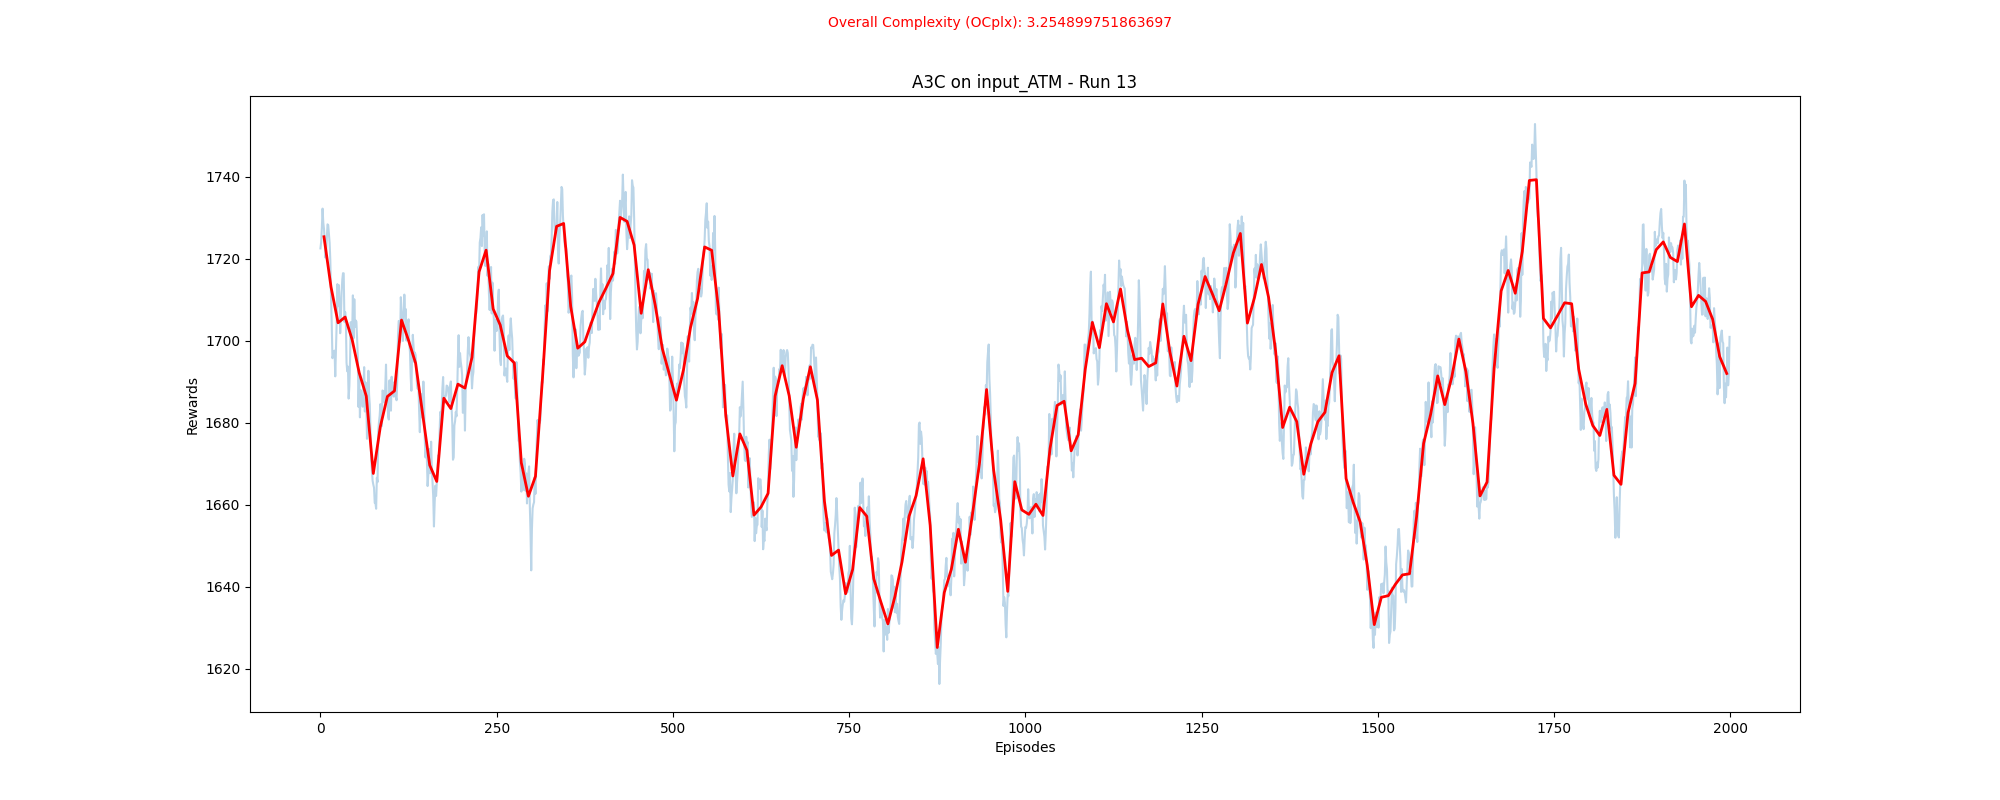 Overall Complexity (OCplx): 3.254899751863697
A3C on input_ATM - Run 13
Rewards
1740
1720
1700
1680
1660
1640
1620
0 250 500 750 1000 1250 1500 1750 2000
Episodes